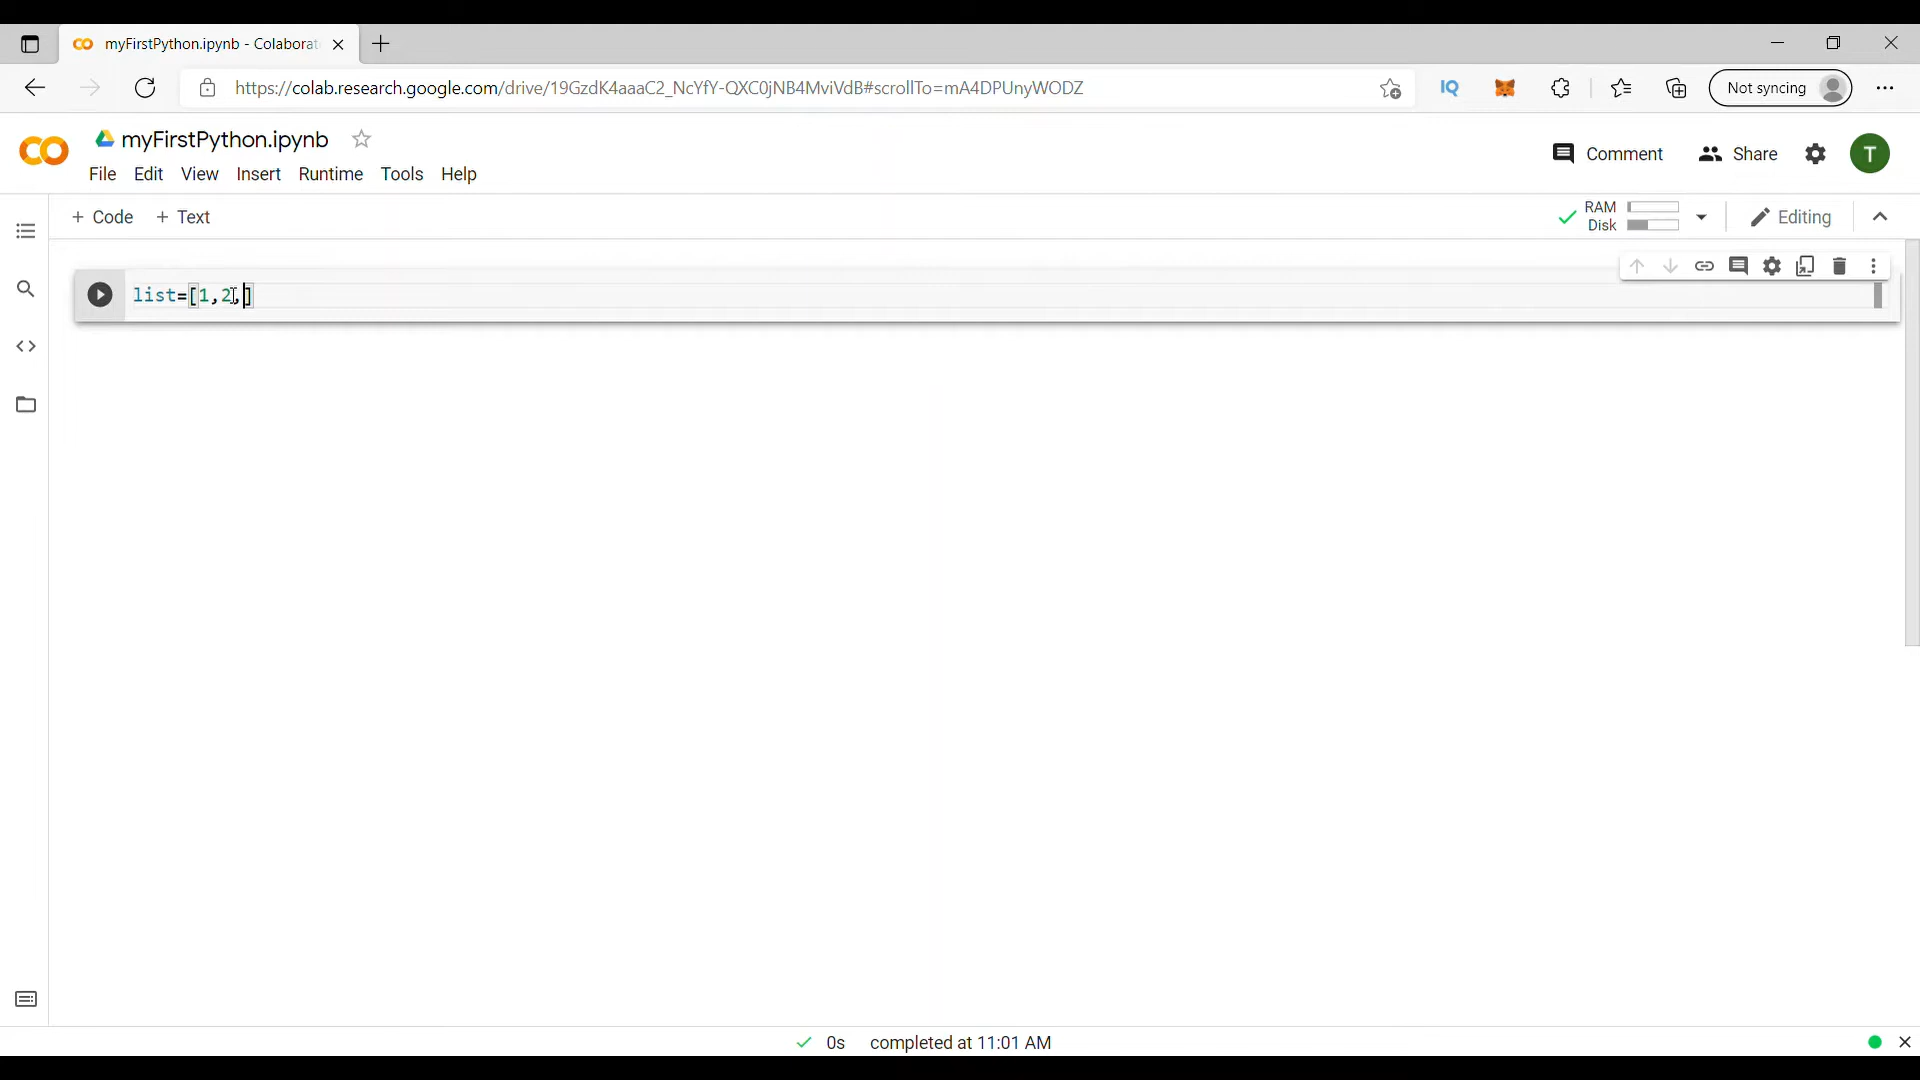 myFirstPython.ipynb - Colaborat
https://colab.research.google.com/drive/19GzdK4aaaC2_NcYfY-QXC0jNB4MviVdB#scrollTo=mA4DPUnyWODZ
IQ
Not syncing
myFirstPython.ipynb
Comment
Share
T
File Edit View Insert Runtime Tools Help
+ Code + Text
RAM
Disk
Editing
list=[1,2,]
0s completed at 11:01 AM